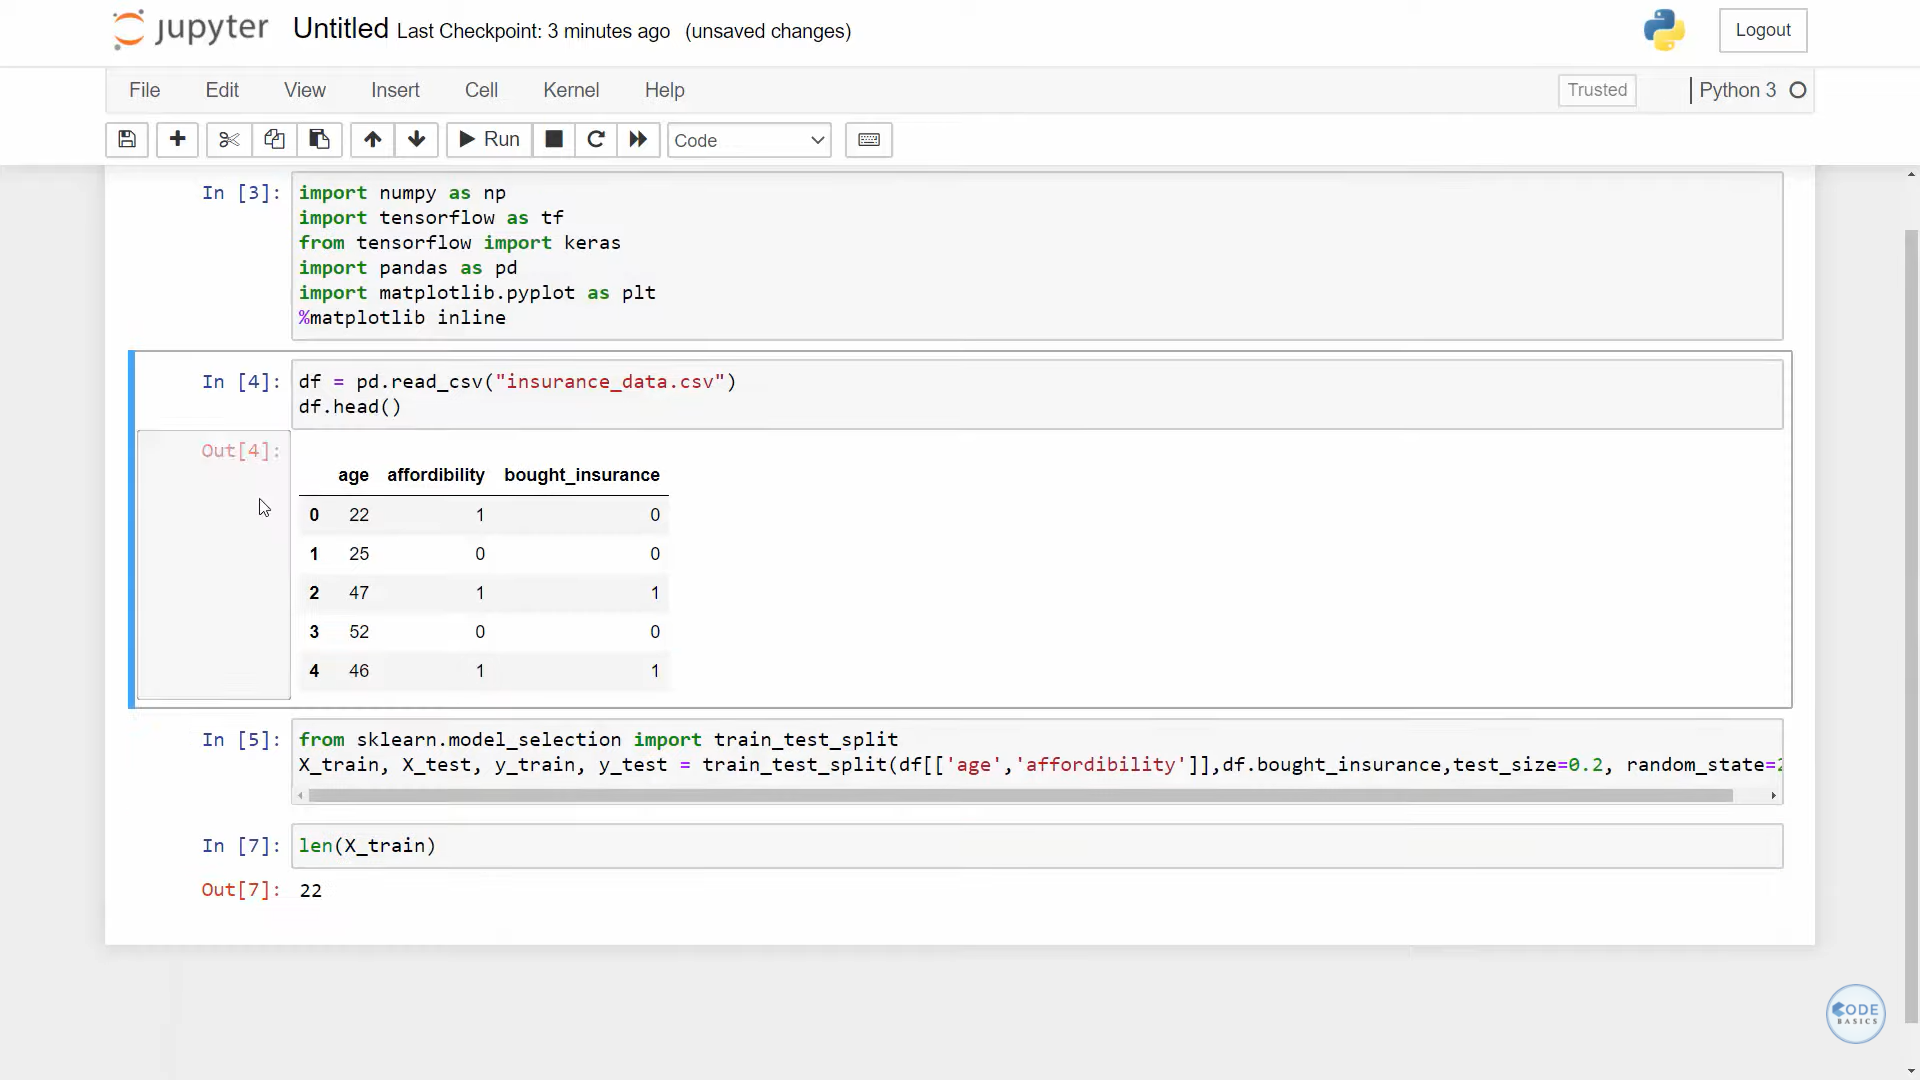 jupyter Untitled Last Checkpoint: 3 minutes ago (unsaved changes) Logout
File Edit View Insert Cell Kernel Help Trusted Python 3
Run Code
In [3]: import numpy as np
import tensorflow as tf
from tensorflow import keras
import pandas as pd
import matplotlib.pyplot as plt
%matplotlib inline
In [4]: df = pd.read_csv("insurance_data.csv")
df.head()
Out[4]:
age affordibility bought_insurance
0 22 1 0
1 25 0 0
2 47 1 1
3 52 0 0
4 46 1 1
In [5]: from sklearn.model_selection import train_test_split
X_train, X_test, y_train, y_test = train_test_split(df[['age','affordibility']],df.bought_insurance,test_size=0.2, random_state=2
In [7]: len(X_train)
Out[7]: 22
CODE
BASICS